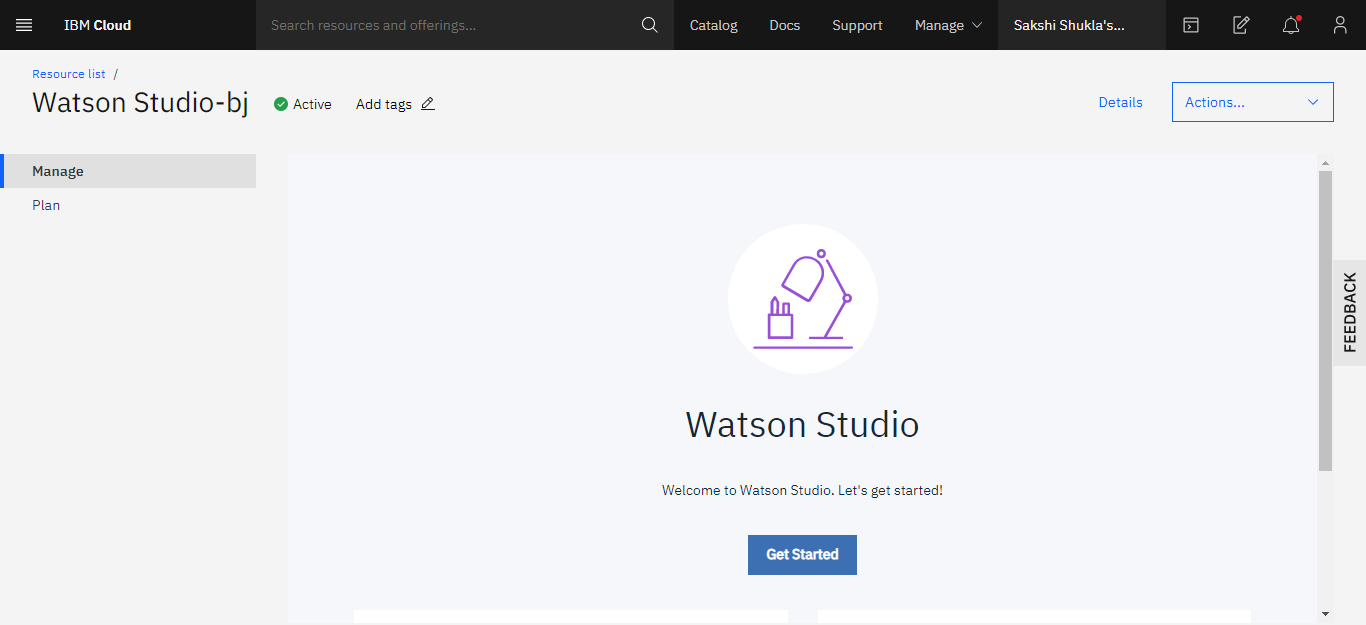 IBM Cloud
Search resources and offerings...
Catalog
Docs
Support
Manage
Sakshi Shukla's...
Resource list /
Watson Studio-bj
Active
Add tags
Details
Actions...
Manage
Plan
FEEDBACK
Watson Studio
Welcome to Watson Studio. Let's get started!
Get Started